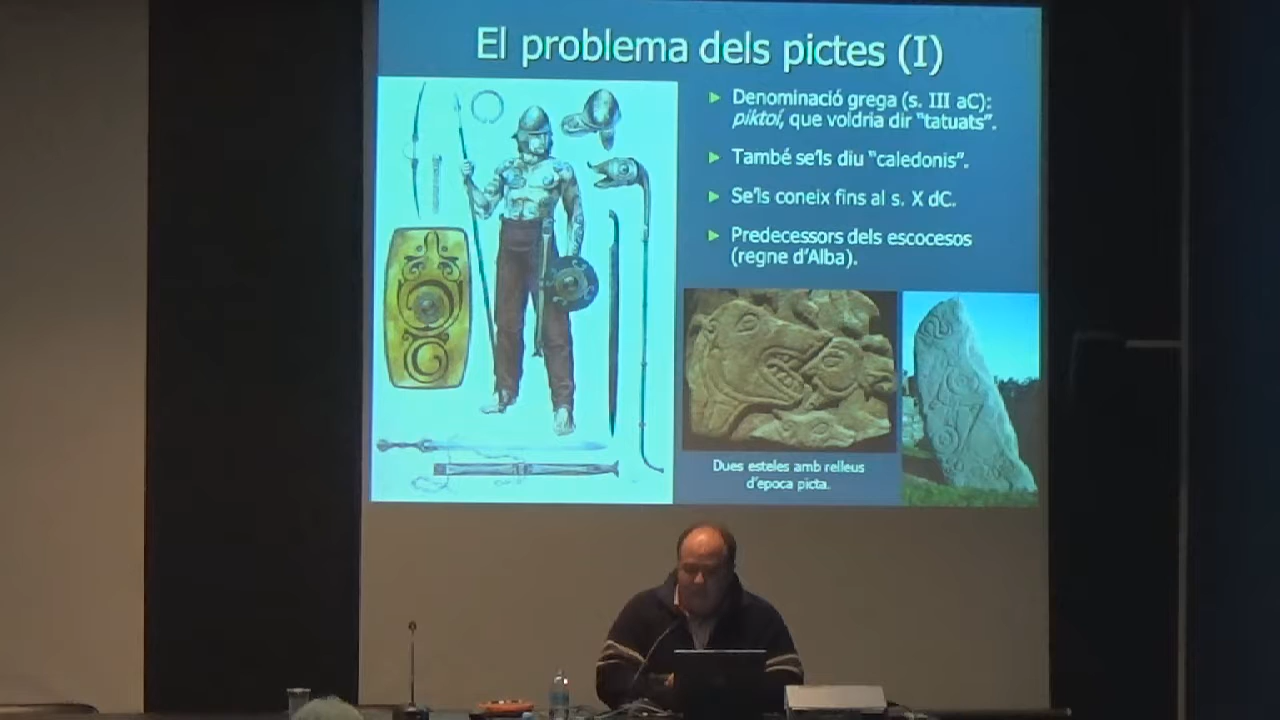 El problema dels pictes (I)
Denominació grega (s. III aC):
piktoí, que voldria dir “tatuats”.
També se’ls diu “caledonis”.
Se’ls coneix fins al s. X dC.
Predecessors dels escocesos
(regne d’Alba).
Dues esteles amb relleus
d’epoca picta.